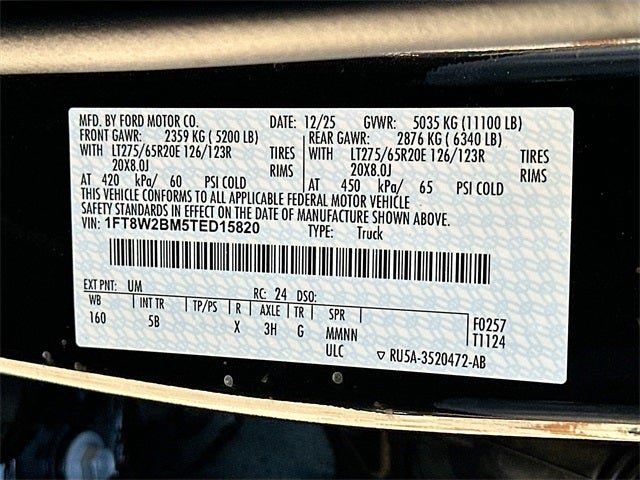 MFD. BY FORD MOTOR CO. DATE: 12/25 GVWR: 5035 KG (11100 LB)
FRONT GAWR: 2359 KG ( 5200 LB) REAR GAWR: 2876 KG ( 6340 LB)
WITH LT275/65R20E 126/123R TIRES WITH LT275/65R20E 126/123R TIRES
20X8.0J RIMS 20X8.0J RIMS
AT 420 kPa/ 60 PSI COLD AT 450 kPa/ 65 PSI COLD
THIS VEHICLE CONFORMS TO ALL APPLICABLE FEDERAL MOTOR VEHICLE
SAFETY STANDARDS IN EFFECT ON THE DATE OF MANUFACTURE SHOWN ABOVE.
VIN: 1FT8W2BM5TED15820 TYPE: Truck
EXT PNT: UM RC: 24 DSO:
WB INT TR TP/PS R AXLE TR SPR F0257
160 5B X 3H G MMNN T1124
ULC RU5A-3520472-AB